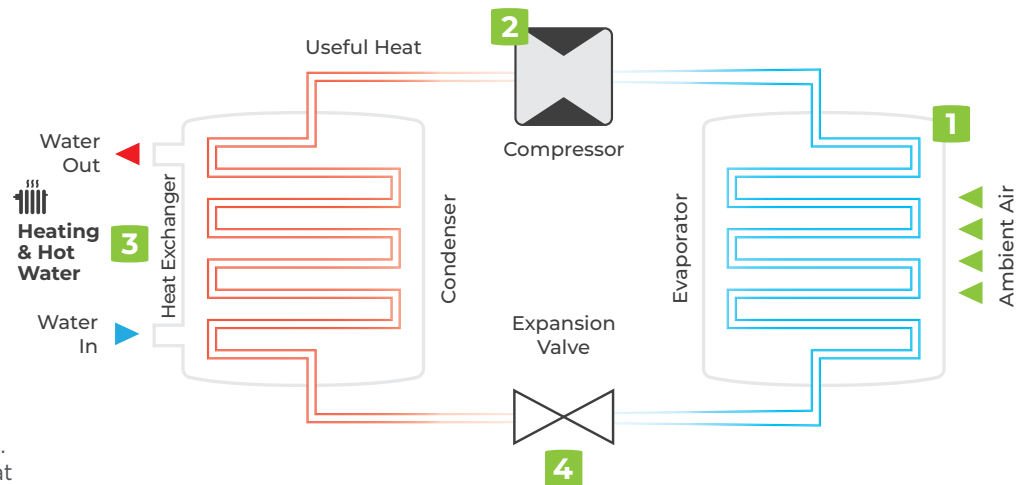 2
Useful Heat
Compressor
1
Water
Out
Heating
& Hot
Water
3
Heat Exchanger
Condenser
Evaporator
Ambient Air
Water
In
Expansion
Valve
4
.
at